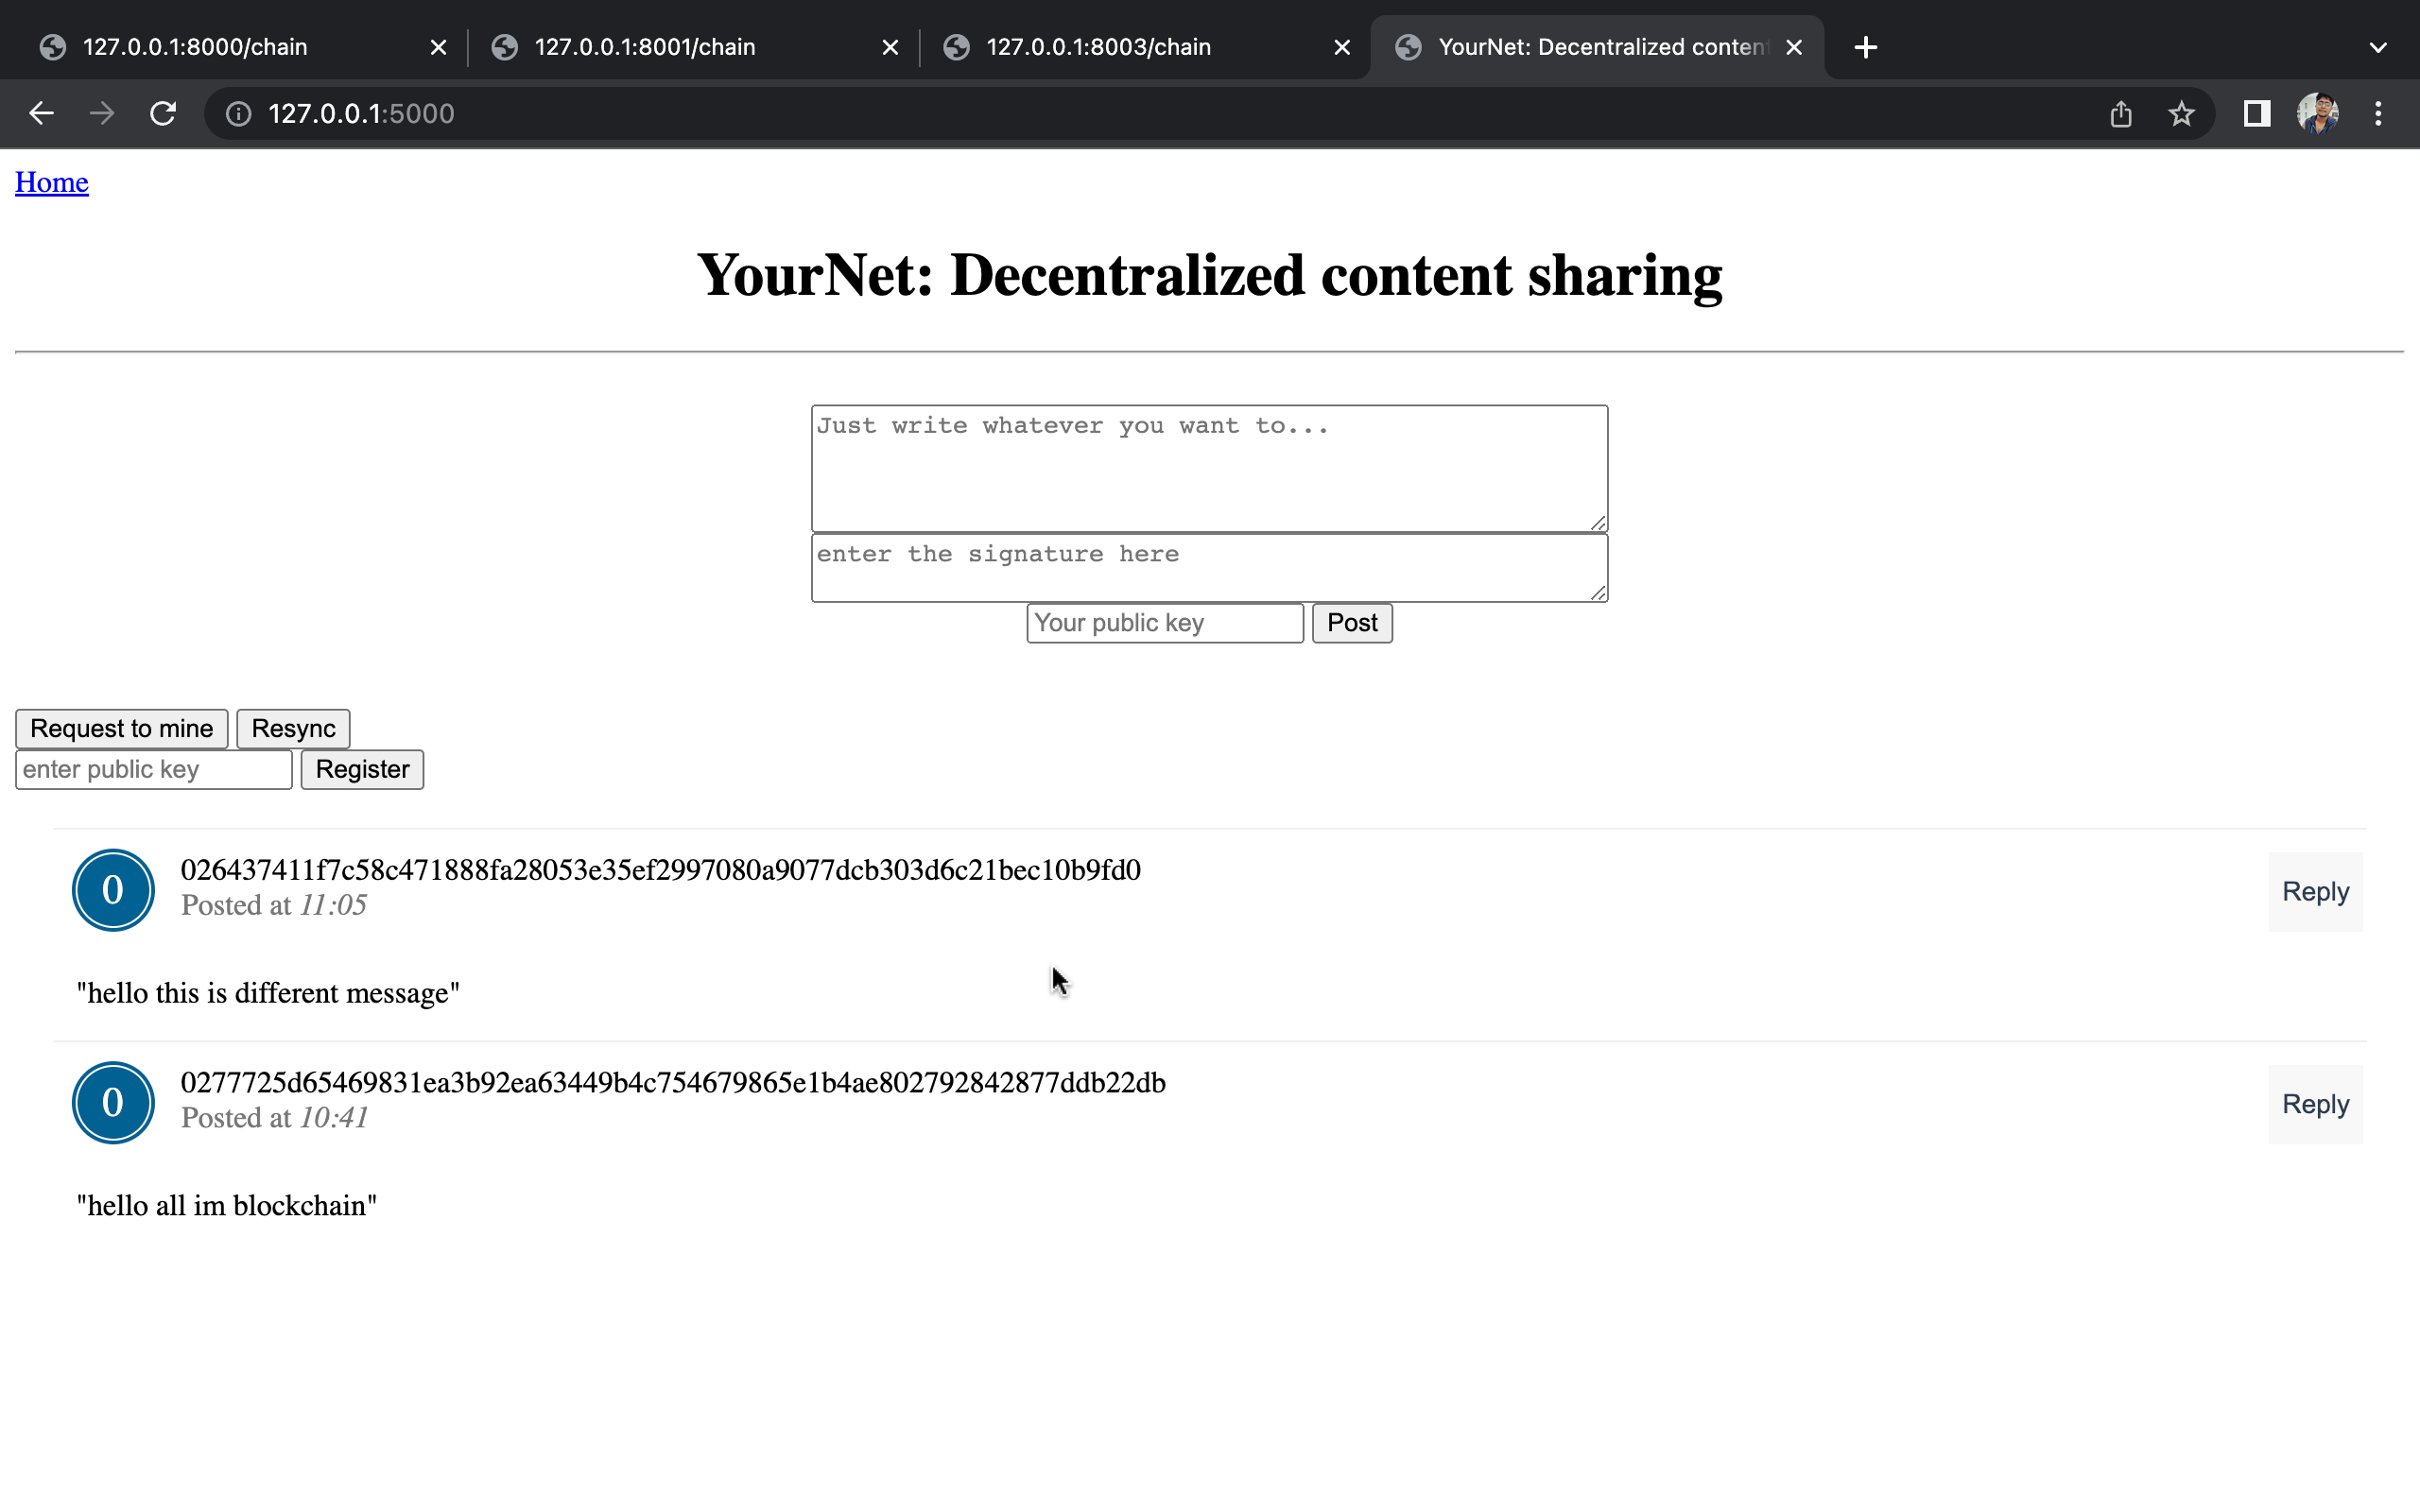 127.0.0.1:8000/chain
127.0.0.1:8001/chain
127.0.0.1:8003/chain
YourNet: Decentralized conten
127.0.0.1:5000
Home
YourNet: Decentralized content sharing
Just write whatever you want to...
enter the signature here
Your public key Post
Request to mine Resync
enter public key Register
0 026437411f7c58c471888fa28053e35ef2997080a9077dcb303d6c21bec10b9fd0
Posted at 11:05
Reply
"hello this is different message"
0 0277725d65469831ea3b92ea63449b4c754679865e1b4ae802792842877ddb22db
Posted at 10:41
Reply
"hello all im blockchain"